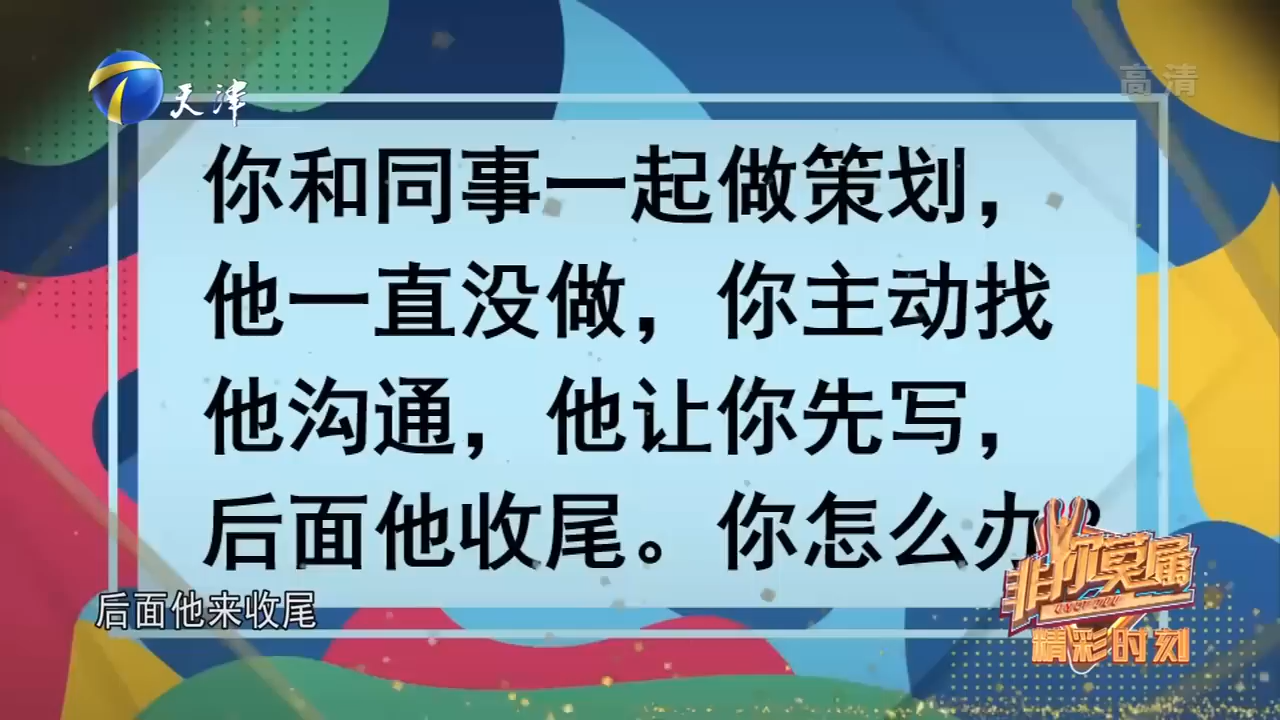 天津
高清
你和同事一起做策划，
他一直没做，你主动找
他沟通，他让你先写，
后面他收尾。你怎么办？
后面他来收尾
非你莫属
精彩时刻